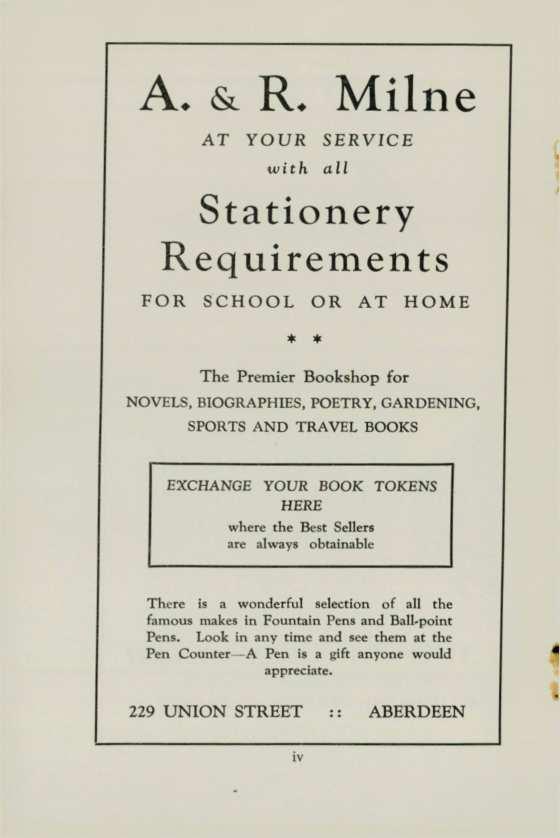 A. & R. Milne
AT YOUR SERVICE
with all
Stationery
Requirements
FOR SCHOOL OR AT HOME
* *
The Premier Bookshop for
NOVELS, BIOGRAPHIES, POETRY, GARDENING,
SPORTS AND TRAVEL BOOKS
EXCHANGE YOUR BOOK TOKENS
HERE
where the Best Sellers
are always obtainable
There is a wonderful selection of all the
famous makes in Fountain Pens and Ball-point
Pens. Look in any time and see them at the
Pen Counter—A Pen is a gift anyone would
appreciate.
229 UNION STREET :: ABERDEEN
iv